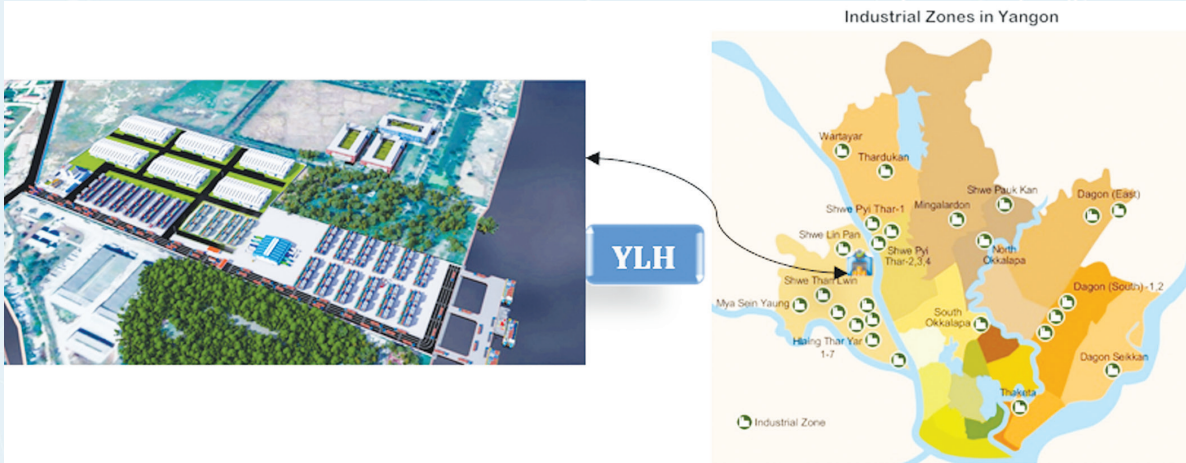 Industrial Zones in Yangon
Wartayar
Thardukan
Shwe Pauk Kan
Dagon (East)
Shwe Pyi Thar-1
Mingalardon
Shwe Lin Pan
Shwe Pyi
Thar-2,3,4
North
Okkalapa
YLH
Shwe Than Lwin
Dagon (South) -1,2
Mya Sein Yaung
South
Okkalapa
Hlaing Thar Yar
1-7
Dagon Seikkan
Thaketa
Industrial Zone